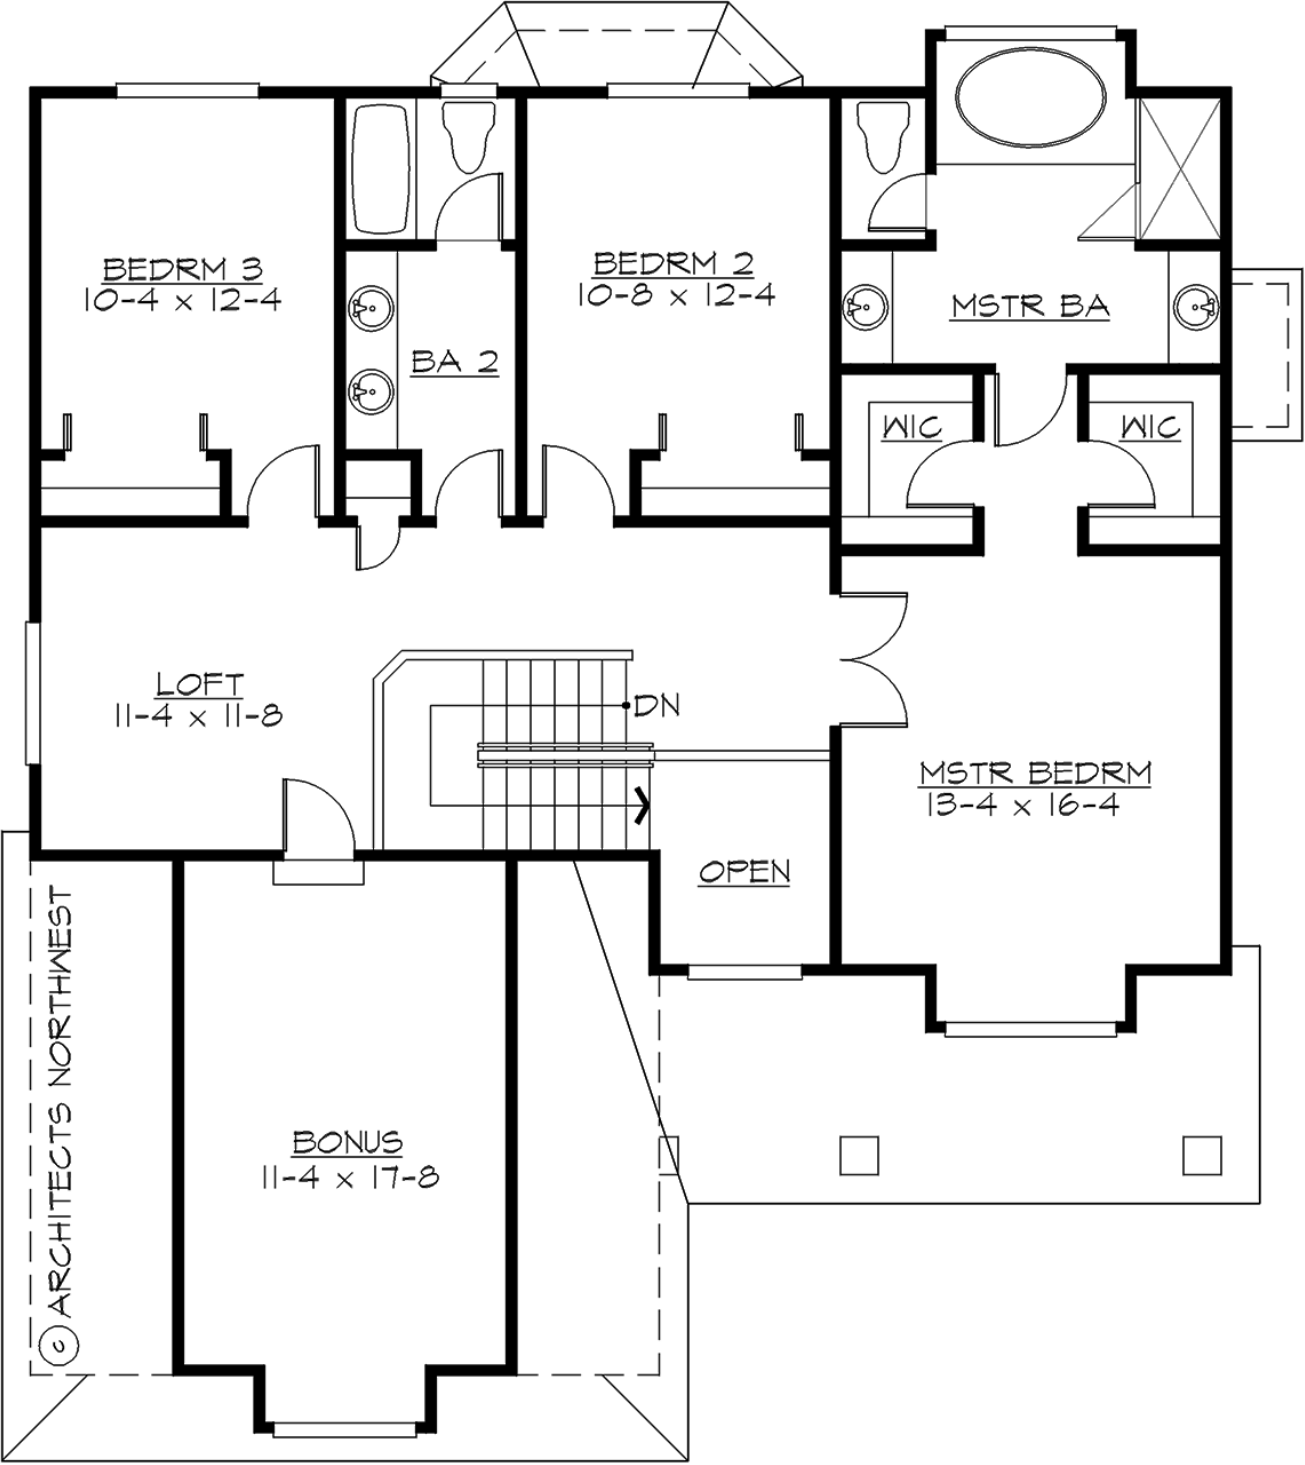 BEDRM 3
10-4 x 12-4
BEDRM 2
10-8 x 12-4
MSTR BA
BA 2
WIC
WIC
LOFT
11-4 x 11-8
DN
MSTR BEDRM
13-4 x 16-4
OPEN
BONUS
11-4 x 17-8
© ARCHITECTS NORTHWEST